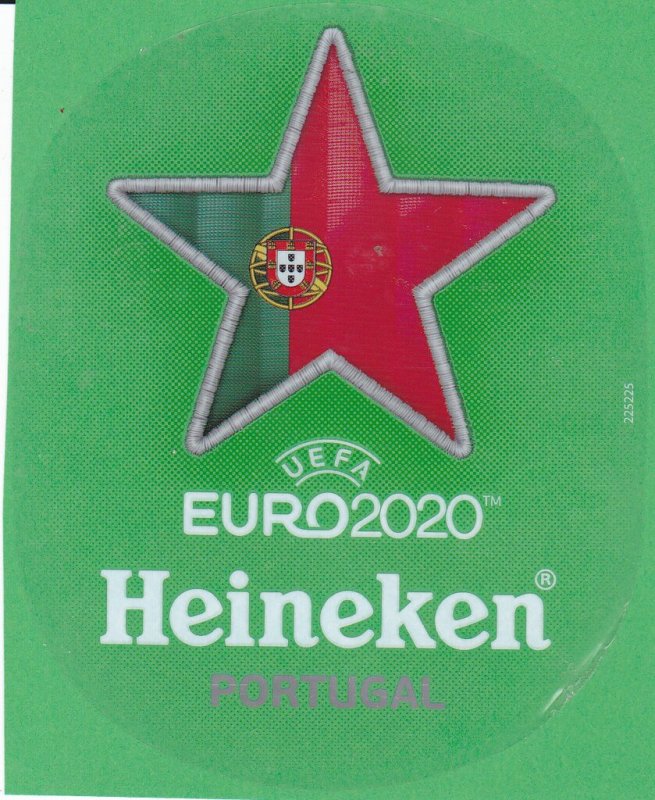 225225
UEFA
EURO2020™
Heineken®
PORTUGAL